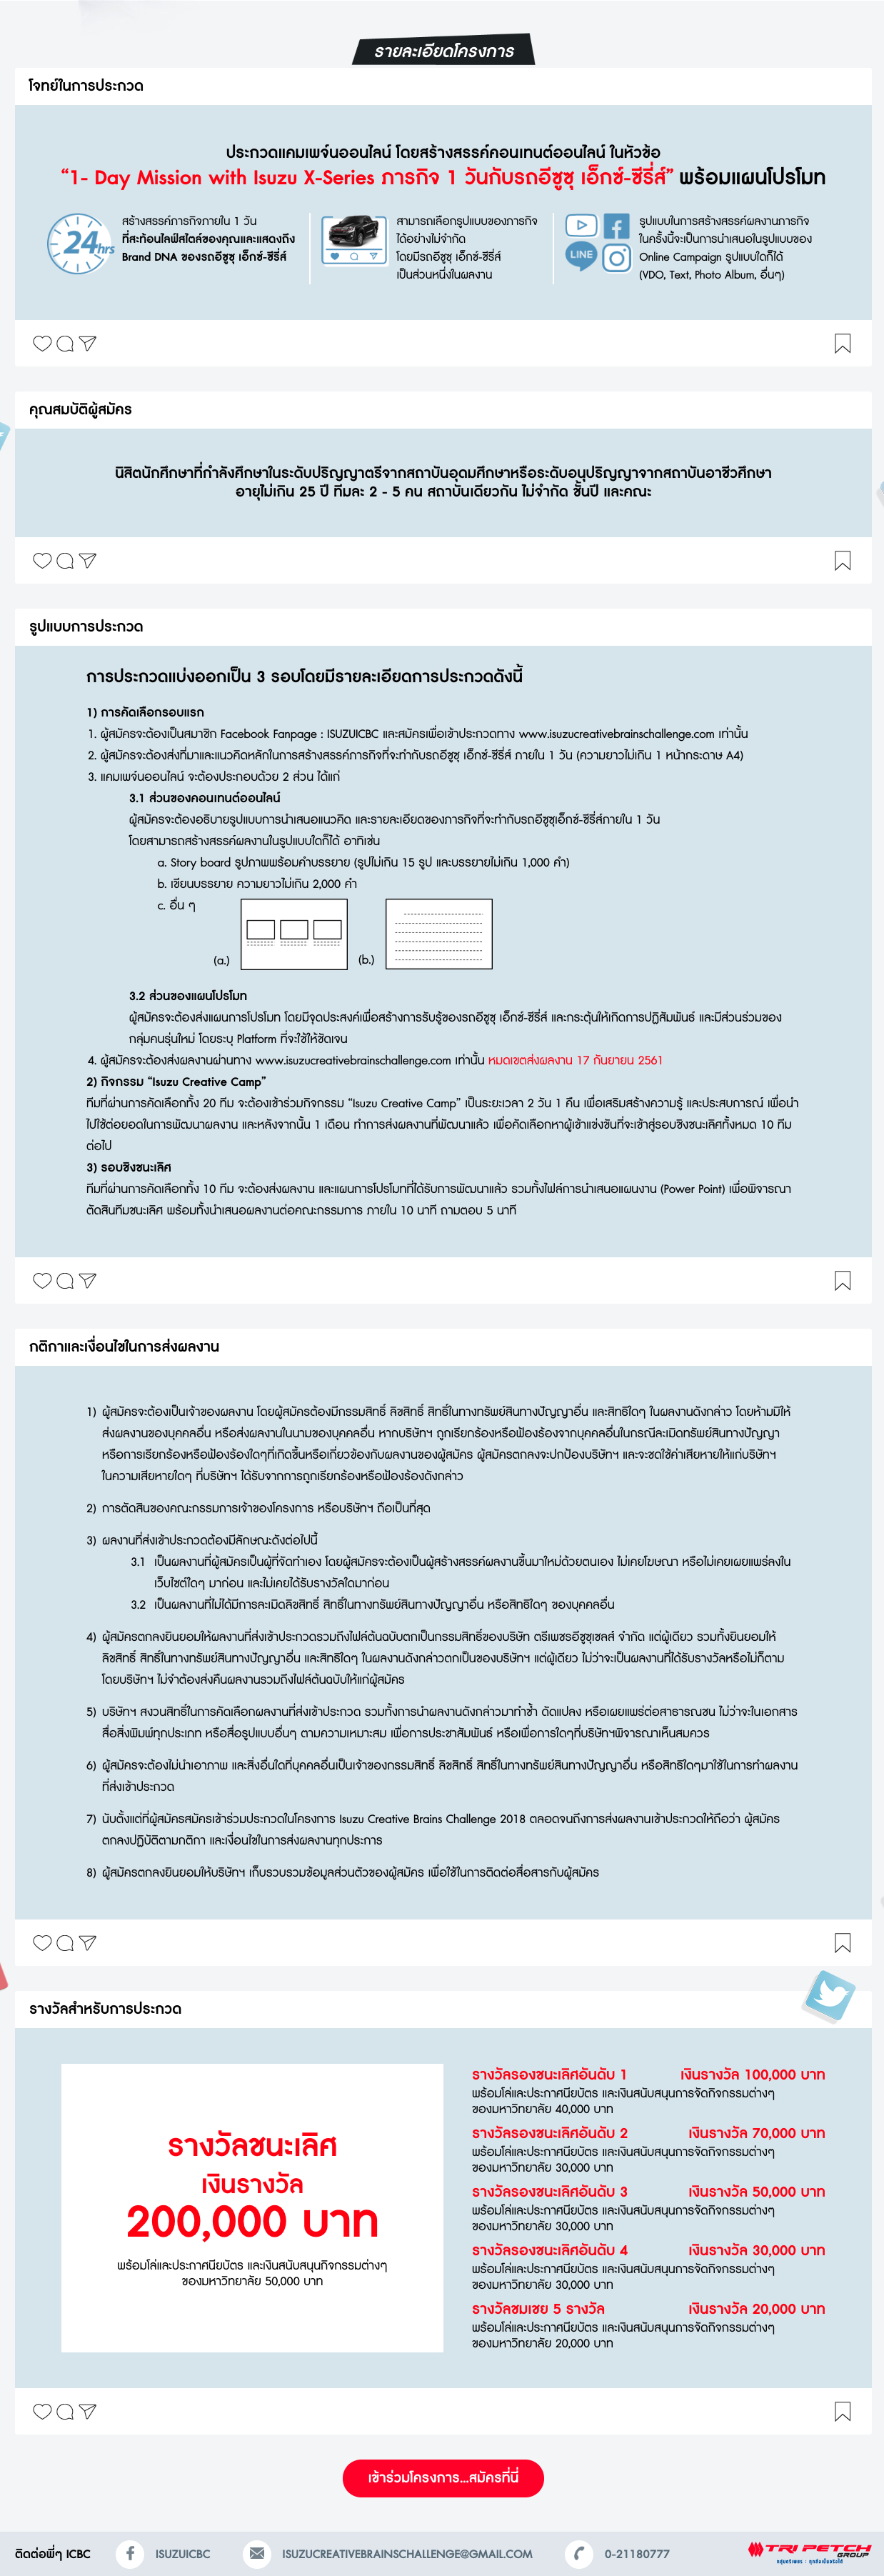 รายละเอียดโครงการ
โจทย์ในการประกวด
ประกวดแคมเพจ์นออนไลน์ โดยสร้างสรรค์คอนเทนต์ออนไลน์ ในหัวข้อ
“1- Day Mission with Isuzu X-Series ภารกิจ 1 วันกับรถอีซูซุ เอ็กซ์-ซีรี่ส์” พร้อมแผนโปรโมท
24hrs
สร้างสรรค์ภารกิจภายใน 1 วัน
ที่สะท้อนไลฟ์สไตล์ของคุณและแสดงถึง
Brand DNA ของรถอีซูซุ เอ็กซ์-ซีรี่ส์
สามารถเลือกรูปแบบของภารกิจ
ได้อย่างไม่จำกัด
โดยมีรถอีซูซุ เอ็กซ์-ซีรี่ส์
เป็นส่วนหนึ่งในผลงาน
LINE
รูปแบบในการสร้างสรรค์ผลงานภารกิจ
ในครั้งนี้จะเป็นการนำเสนอในรูปแบบของ
Online Campaign รูปแบบใดก็ได้
(VDO, Text, Photo Album, อื่นๆ)
คุณสมบัติผู้สมัคร
นิสิตนักศึกษาที่กำลังศึกษาในระดับปริญญาตรีจากสถาบันอุดมศึกษาหรือระดับอนุปริญญาจากสถาบันอาชีวศึกษา
อายุไม่เกิน 25 ปี ทีมละ 2 - 5 คน สถาบันเดียวกัน ไม่จำกัด ชั้นปี และคณะ
รูปแบบการประกวด
การประกวดแบ่งออกเป็น 3 รอบโดยมีรายละเอียดการประกวดดังนี้
1) การคัดเลือกรอบแรก
1. ผู้สมัครจะต้องเป็นสมาชิก Facebook Fanpage : ISUZUICBC และสมัครเพื่อเข้าประกวดทาง www.isuzucreativebrainschallenge.com เท่านั้น
2. ผู้สมัครจะต้องส่งที่มาและแนวคิดหลักในการสร้างสรรค์ภารกิจที่จะทำกับรถอีซูซุ เอ็กซ์-ซีรี่ส์ ภายใน 1 วัน (ความยาวไม่เกิน 1 หน้ากระดาษ A4)
3. แคมเพจ์นออนไลน์ จะต้องประกอบด้วย 2 ส่วน ได้แก่
3.1 ส่วนของคอนเทนต์ออนไลน์
ผู้สมัครจะต้องอธิบายรูปแบบการนำเสนอแนวคิด และรายละเอียดของภารกิจที่จะทำกับรถอีซูซุเอ็กซ์-ซีรี่ส์ภายใน 1 วัน
โดยสามารถสร้างสรรค์ผลงานในรูปแบบใดก็ได้ อาทิเช่น
a. Story board รูปภาพพร้อมคำบรรยาย (รูปไม่เกิน 15 รูป และบรรยายไม่เกิน 1,000 คำ)
b. เขียนบรรยาย ความยาวไม่เกิน 2,000 คำ
c. อื่น ๆ
(a.)
(b.)
3.2 ส่วนของแผนโปรโมท
ผู้สมัครจะต้องส่งแผนการโปรโมท โดยมีจุดประสงค์เพื่อสร้างการรับรู้ของรถอีซูซุ เอ็กซ์-ซีรี่ส์ และกระตุ้นให้เกิดการปฏิสัมพันธ์ และมีส่วนร่วมของ
กลุ่มคนรุ่นใหม่ โดยระบุ Platform ที่จะใช้ให้ชัดเจน
4. ผู้สมัครจะต้องส่งผลงานผ่านทาง www.isuzucreativebrainschallenge.com เท่านั้น หมดเขตส่งผลงาน 17 กันยายน 2561
2) กิจกรรม “Isuzu Creative Camp”
ทีมที่ผ่านการคัดเลือกทั้ง 20 ทีม จะต้องเข้าร่วมกิจกรรม “Isuzu Creative Camp” เป็นระยะเวลา 2 วัน 1 คืน เพื่อเสริมสร้างความรู้ และประสบการณ์ เพื่อนำ
ไปใช้ต่อยอดในการพัฒนาผลงาน และหลังจากนั้น 1 เดือน ทำการส่งผลงานที่พัฒนาแล้ว เพื่อคัดเลือกหาผู้เข้าแข่งขันที่จะเข้าสู่รอบชิงชนะเลิศทั้งหมด 10 ทีม
ต่อไป
3) รอบชิงชนะเลิศ
ทีมที่ผ่านการคัดเลือกทั้ง 10 ทีม จะต้องส่งผลงาน และแผนการโปรโมทที่ได้รับการพัฒนาแล้ว รวมทั้งไฟล์การนำเสนอแผนงาน (Power Point) เพื่อพิจารณา
ตัดสินทีมชนะเลิศ พร้อมทั้งนำเสนอผลงานต่อคณะกรรมการ ภายใน 10 นาที ถามตอบ 5 นาที
กติกาและเงื่อนไขในการส่งผลงาน
1) ผู้สมัครจะต้องเป็นเจ้าของผลงาน โดยผู้สมัครต้องมีกรรมสิทธิ์ ลิขสิทธิ์ สิทธิ์ในทางทรัพย์สินทางปัญญาอื่น และสิทธิใดๆ ในผลงานดังกล่าว โดยห้ามมิให้
ส่งผลงานของบุคคลอื่น หรือส่งผลงานในนามของบุคคลอื่น หากบริษัทฯ ถูกเรียกร้องหรือฟ้องร้องจากบุคคลอื่นในกรณีละเมิดทรัพย์สินทางปัญญา
หรือการเรียกร้องหรือฟ้องร้องใดๆที่เกิดขึ้นหรือเกี่ยวข้องกับผลงานของผู้สมัคร ผู้สมัครตกลงจะปกป้องบริษัทฯ และจะชดใช้ค่าเสียหายให้แก่บริษัทฯ
ในความเสียหายใดๆ ที่บริษัทฯ ได้รับจากการถูกเรียกร้องหรือฟ้องร้องดังกล่าว
2) การตัดสินของคณะกรรมการเจ้าของโครงการ หรือบริษัทฯ ถือเป็นที่สุด
3) ผลงานที่ส่งเข้าประกวดต้องมีลักษณะดังต่อไปนี้
3.1 เป็นผลงานที่ผู้สมัครเป็นผู้ที่จัดทำเอง โดยผู้สมัครจะต้องเป็นผู้สร้างสรรค์ผลงานขึ้นมาใหม่ด้วยตนเอง ไม่เคยโฆษณา หรือไม่เคยเผยแพร่ลงใน
เว็บไซต์ใดๆ มาก่อน และไม่เคยได้รับรางวัลใดมาก่อน
3.2 เป็นผลงานที่ไม่ได้มีการละเมิดลิขสิทธิ์ สิทธิ์ในทางทรัพย์สินทางปัญญาอื่น หรือสิทธิใดๆ ของบุคคลอื่น
4) ผู้สมัครตกลงยินยอมให้ผลงานที่ส่งเข้าประกวดรวมถึงไฟล์ต้นฉบับตกเป็นกรรมสิทธิ์ของบริษัท ตรีเพชรอีซูซุเซลส์ จำกัด แต่ผู้เดียว รวมทั้งยินยอมให้
ลิขสิทธิ์ สิทธิ์ในทางทรัพย์สินทางปัญญาอื่น และสิทธิใดๆ ในผลงานดังกล่าวตกเป็นของบริษัทฯ แต่ผู้เดียว ไม่ว่าจะเป็นผลงานที่ได้รับรางวัลหรือไม่ก็ตาม
โดยบริษัทฯ ไม่จำต้องส่งคืนผลงานรวมถึงไฟล์ต้นฉบับให้แก่ผู้สมัคร
5) บริษัทฯ สงวนสิทธิ์ในการคัดเลือกผลงานที่ส่งเข้าประกวด รวมทั้งการนำผลงานดังกล่าวมาทำซ้ำ ดัดแปลง หรือเผยแพร่ต่อสาธารณชน ไม่ว่าจะในเอกสาร
สื่อสิ่งพิมพ์ทุกประเภท หรือสื่อรูปแบบอื่นๆ ตามความเหมาะสม เพื่อการประชาสัมพันธ์ หรือเพื่อการใดๆที่บริษัทฯพิจารณาเห็นสมควร
6) ผู้สมัครจะต้องไม่นำเอาภาพ และสิ่งอื่นใดที่บุคคลอื่นเป็นเจ้าของกรรมสิทธิ์ ลิขสิทธิ์ สิทธิ์ในทางทรัพย์สินทางปัญญาอื่น หรือสิทธิใดๆมาใช้ในการทำผลงาน
ที่ส่งเข้าประกวด
7) นับตั้งแต่ที่ผู้สมัครสมัครเข้าร่วมประกวดในโครงการ Isuzu Creative Brains Challenge 2018 ตลอดจนถึงการส่งผลงานเข้าประกวดให้ถือว่า ผู้สมัคร
ตกลงปฏิบัติตามกติกา และเงื่อนไขในการส่งผลงานทุกประการ
8) ผู้สมัครตกลงยินยอมให้บริษัทฯ เก็บรวบรวมข้อมูลส่วนตัวของผู้สมัคร เพื่อใช้ในการติดต่อสื่อสารกับผู้สมัคร
รางวัลสำหรับการประกวด
รางวัลชนะเลิศ
เงินรางวัล
200,000 บาท
พร้อมโล่และประกาศนียบัตร และเงินสนับสนุนกิจกรรมต่างๆ
ของมหาวิทยาลัย 50,000 บาท
รางวัลรองชนะเลิศอันดับ 1 เงินรางวัล 100,000 บาท
พร้อมโล่และประกาศนียบัตร และเงินสนับสนุนการจัดกิจกรรมต่างๆ
ของมหาวิทยาลัย 40,000 บาท
รางวัลรองชนะเลิศอันดับ 2 เงินรางวัล 70,000 บาท
พร้อมโล่และประกาศนียบัตร และเงินสนับสนุนการจัดกิจกรรมต่างๆ
ของมหาวิทยาลัย 30,000 บาท
รางวัลรองชนะเลิศอันดับ 3 เงินรางวัล 50,000 บาท
พร้อมโล่และประกาศนียบัตร และเงินสนับสนุนการจัดกิจกรรมต่างๆ
ของมหาวิทยาลัย 30,000 บาท
รางวัลรองชนะเลิศอันดับ 4 เงินรางวัล 30,000 บาท
พร้อมโล่และประกาศนียบัตร และเงินสนับสนุนการจัดกิจกรรมต่างๆ
ของมหาวิทยาลัย 30,000 บาท
รางวัลชมเชย 5 รางวัล เงินรางวัล 20,000 บาท
พร้อมโล่และประกาศนียบัตร และเงินสนับสนุนการจัดกิจกรรมต่างๆ
ของมหาวิทยาลัย 20,000 บาท
เข้าร่วมโครงการ...สมัครที่นี่
ติดต่อพี่ๆ ICBC
ISUZUICBC
ISUZUCREATIVEBRAINSCHALLENGE@GMAIL.COM
0-21180777
TRI PETCH
GROUP